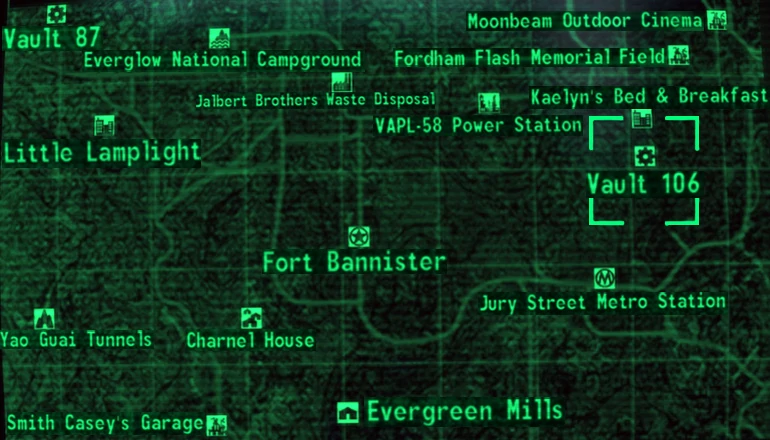 Moonbeam Outdoor Cinema
Vault 87
Everglow National Campground
Fordham Flash Memorial Field
Jalbert Brothers Waste Disposal
Kaelyn's Bed & Breakfast
VAPL-58 Power Station
Little Lamplight
Vault 106
Fort Bannister
Jury Street Metro Station
Yao Guai Tunnels
Charnel House
Evergreen Mills
Smith Casey's Garage